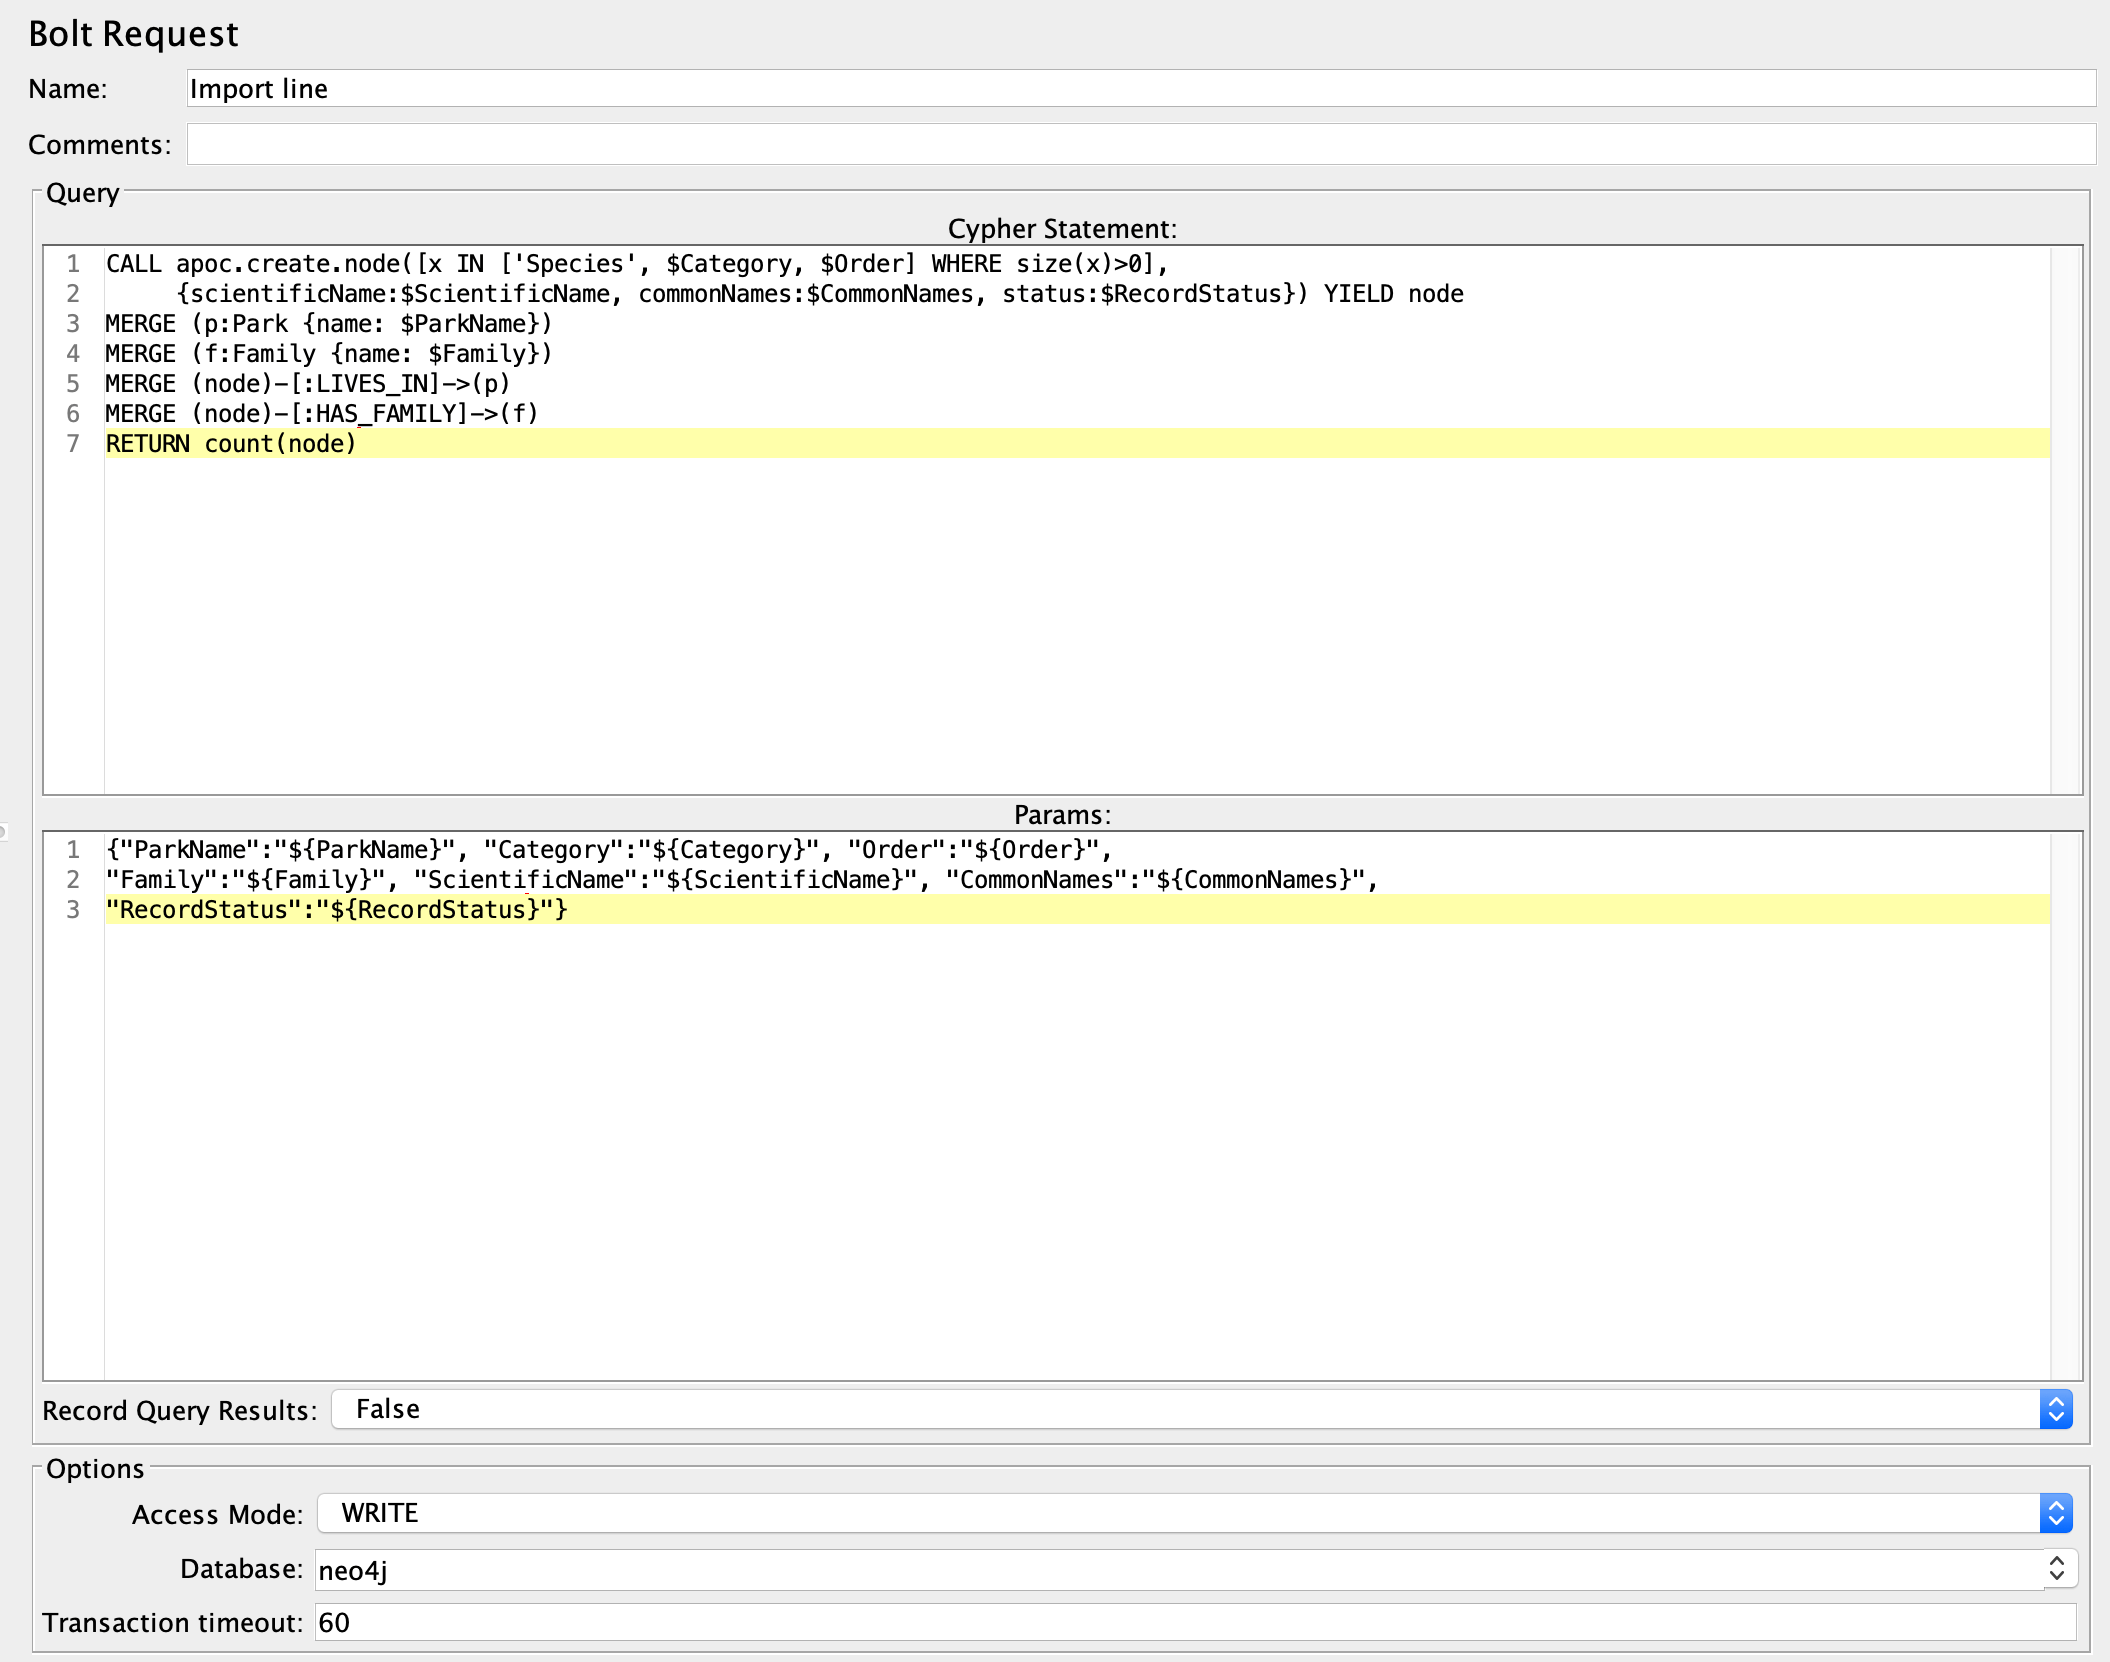 Bolt Request
Name: Import line
Comments:
Query
Cypher Statement:
1 CALL apoc.create.node([x IN ['Species', $Category, $Order] WHERE size(x)>0],
2      {scientificName:$ScientificName, commonNames:$CommonNames, status:$RecordStatus}) YIELD node
3 MERGE (p:Park {name: $ParkName})
4 MERGE (f:Family {name: $Family})
5 MERGE (node)-[:LIVES_IN]->(p)
6 MERGE (node)-[:HAS_FAMILY]->(f)
7 RETURN count(node)
Params:
1 {"ParkName":"${ParkName}", "Category":"${Category}", "Order":"${Order}",
2 "Family":"${Family}", "ScientificName":"${ScientificName}", "CommonNames":"${CommonNames}",
3 "RecordStatus":"${RecordStatus}"}
Record Query Results: False
Options
Access Mode: WRITE
Database: neo4j
Transaction timeout: 60